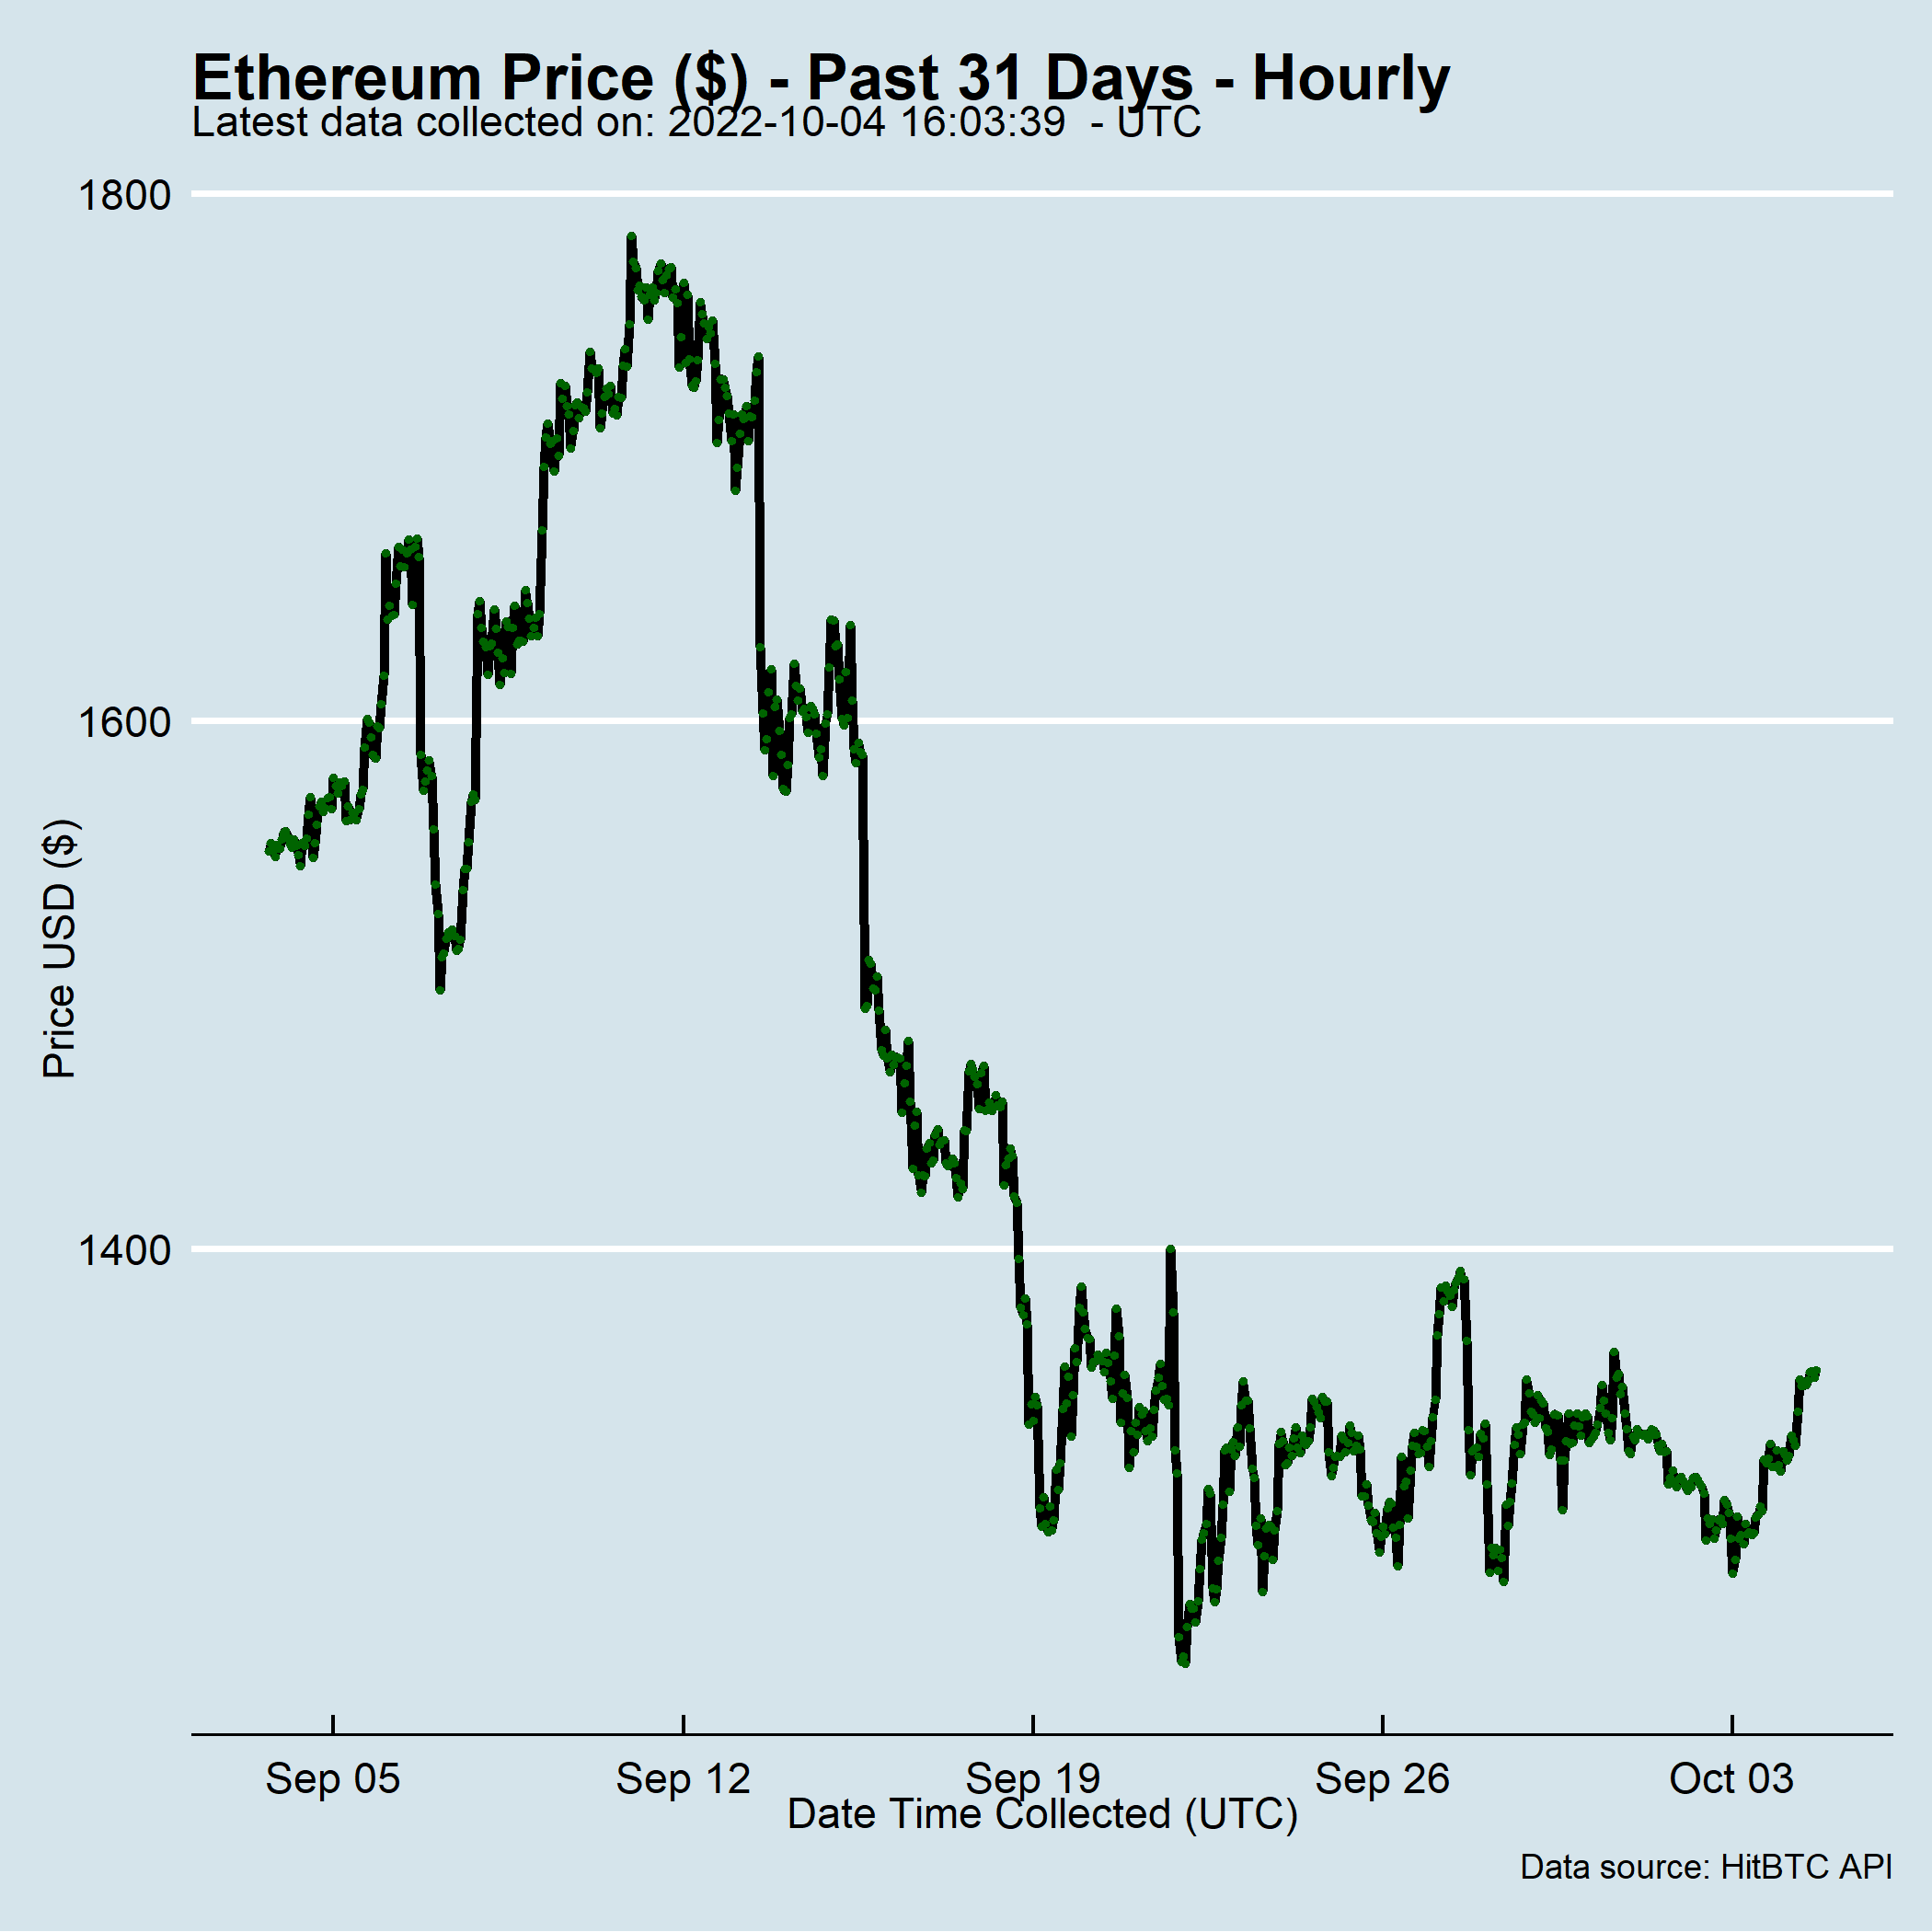 Ethereum Price ($) - Past 31 Days - Hourly
Latest data collected on: 2022-10-04 16:03:39  - UTC
1800
1600
1400
Price USD ($)
Sep 05
Sep 12
Sep 19
Sep 26
Oct 03
Date Time Collected (UTC)
Data source: HitBTC API